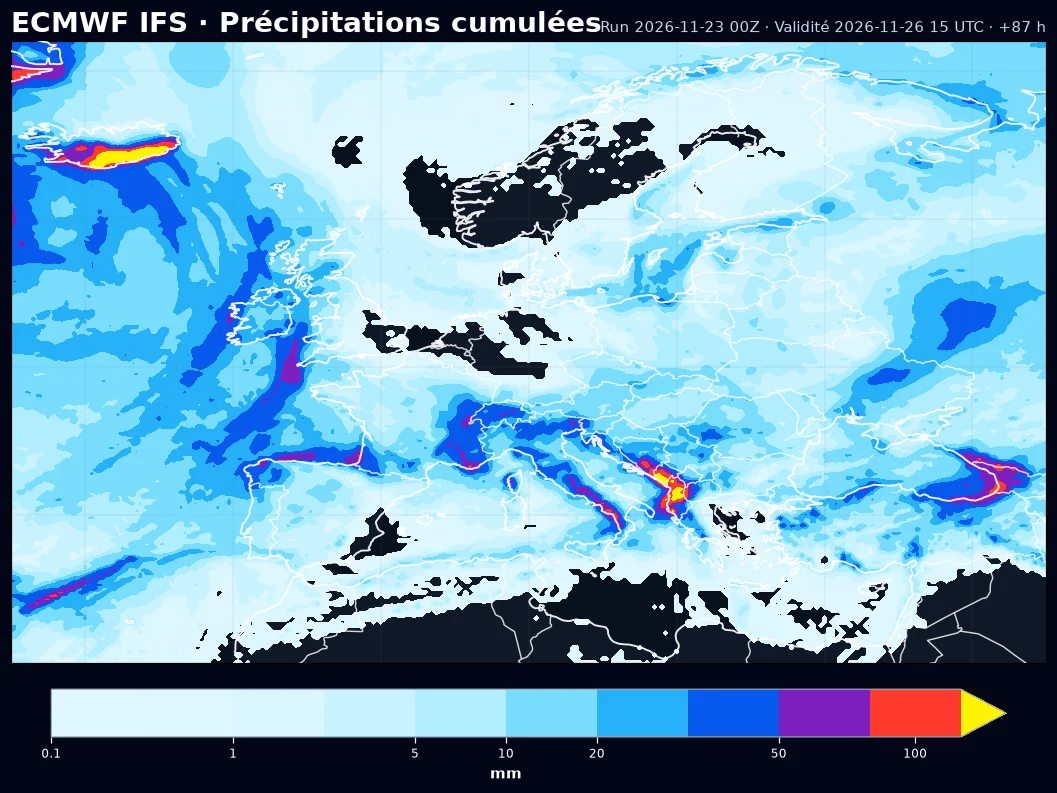 ECMWF IFS · Précipitations cumulées
Run 2026-11-23 00Z · Validité 2026-11-26 15 UTC · +87 h
0.1 1 5 10 20 50 100
mm